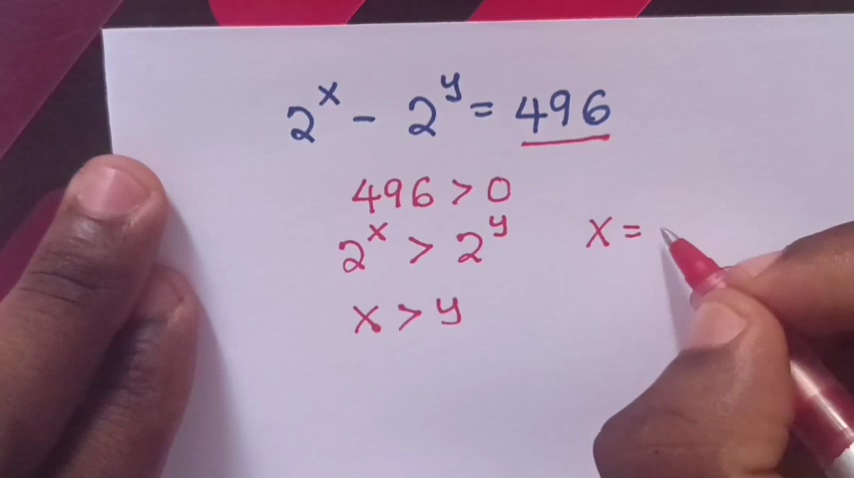 2^x - 2^y = 496
496 > 0
2^x > 2^y
x > y
x =